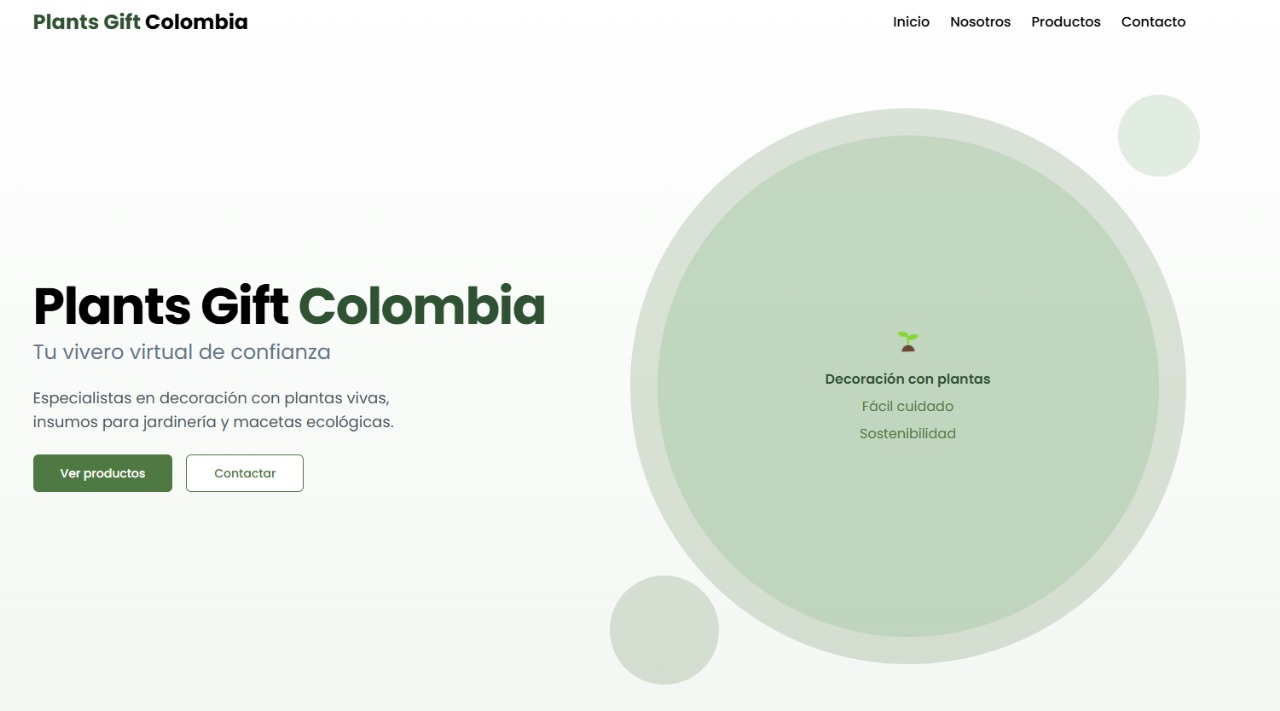 Plants Gift Colombia
Inicio Nosotros Productos Contacto
Plants Gift Colombia
Tu vivero virtual de confianza
Especialistas en decoración con plantas vivas,
insumos para jardinería y macetas ecológicas.
Ver productos
Contactar
Decoración con plantas
Fácil cuidado
Sostenibilidad